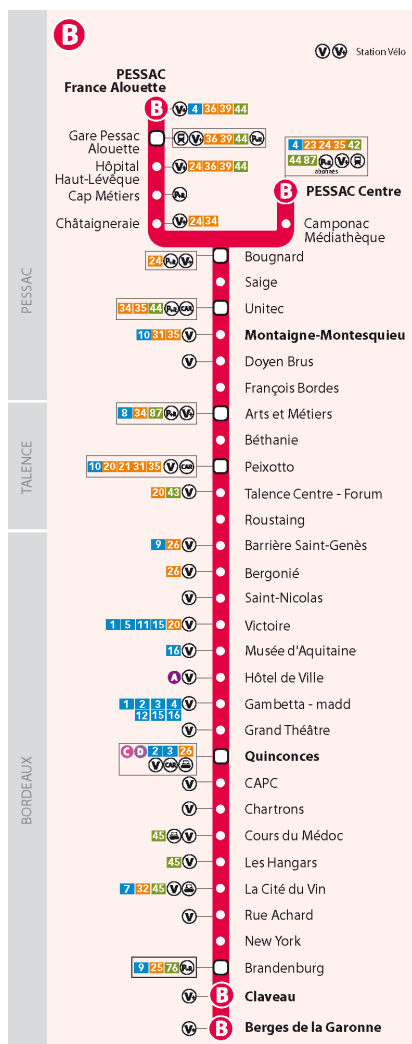 B
V V+ Station Vélo
PESSAC
France Alouette
B V+ 4 36 39 44
Gare Pessac
Alouette
V+ 36 39 44 P+R
Hôpital
Haut-Lévêque
V+ 24 36 39 44
Cap Métiers P+R
Châtaigneraie V+ 24 34
4 23 24 35 42
44 87 P+R V+
abonnés
B PESSAC Centre
Camponac
Médiathèque
PESSAC
24 P+R V+ Bougnard
Saige
34 35 44 P+R CAR Unitec
10 31 35 V Montaigne-Montesquieu
V Doyen Brus
François Bordes
TALENCE
8 34 87 P+R V+ Arts et Métiers
Béthanie
10 20 21 31 35 V CAR Peixotto
20 43 V Talence Centre - Forum
Roustaing
BORDEAUX
9 26 V Barrière Saint-Genès
26 V Bergonié
V Saint-Nicolas
1 5 11 15 20 V Victoire
16 V Musée d'Aquitaine
A V Hôtel de Ville
1 2 3 4 V Gambetta - madd
12 15 16
V Grand Théâtre
C D 2 3 26 Quinconces
V CAR
V CAPC
V Chartrons
45 V Cours du Médoc
45 V Les Hangars
7 32 45 V La Cité du Vin
V Rue Achard
New York
9 25 76 P+R Brandenburg
V+ B Claveau
V+ B Berges de la Garonne